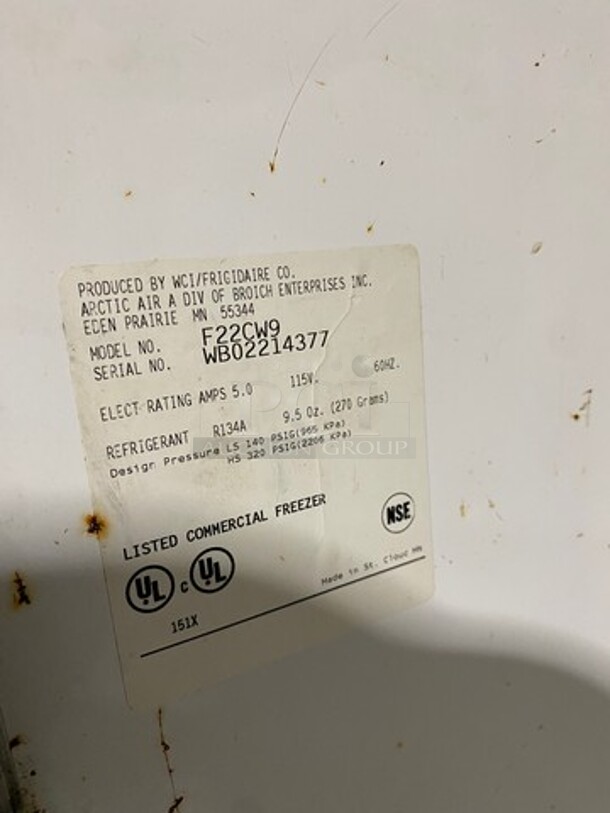 PRODUCED BY WCI/FRIGIDAIRE CO.
ARCTIC AIR A DIV OF BROICH ENTERPRISES INC.
EDEN PRAIRIE MN 55344
MODEL NO. F22CW9
SERIAL NO. WB02214377
ELECT RATING AMPS 5.0 115V. 60HZ.
REFRIGERANT R134A 9.5 Oz. (270 Grams)
Design Pressure LS 140 PSIG(965 KPa)
HS 320 PSIG(2206 KPa)
GROUP
LISTED COMMERCIAL FREEZER
NSF
UL c UL
Made in St. Cloud MN
151X